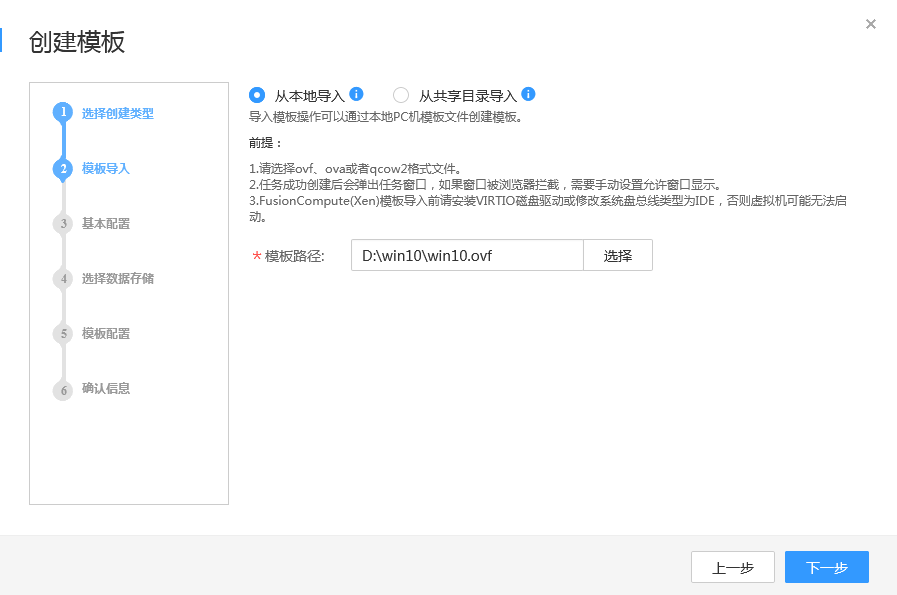 创建模板
×
1 选择创建类型
2 模板导入
3 基本配置
4 选择数据存储
5 模板配置
6 确认信息
从本地导入 i 从共享目录导入 i
导入模板操作可以通过本地PC机模板文件创建模板。
前提：
1.请选择ovf、ova或者qcow2格式文件。
2.任务成功创建后会弹出任务窗口，如果窗口被浏览器拦截，需要手动设置允许窗口显示。
3.FusionCompute(Xen)模板导入前请安装VIRTIO磁盘驱动或修改系统盘总线类型为IDE，否则虚拟机可能无法启
动。
*模板路径: D:\win10\win10.ovf 选择
上一步 下一步